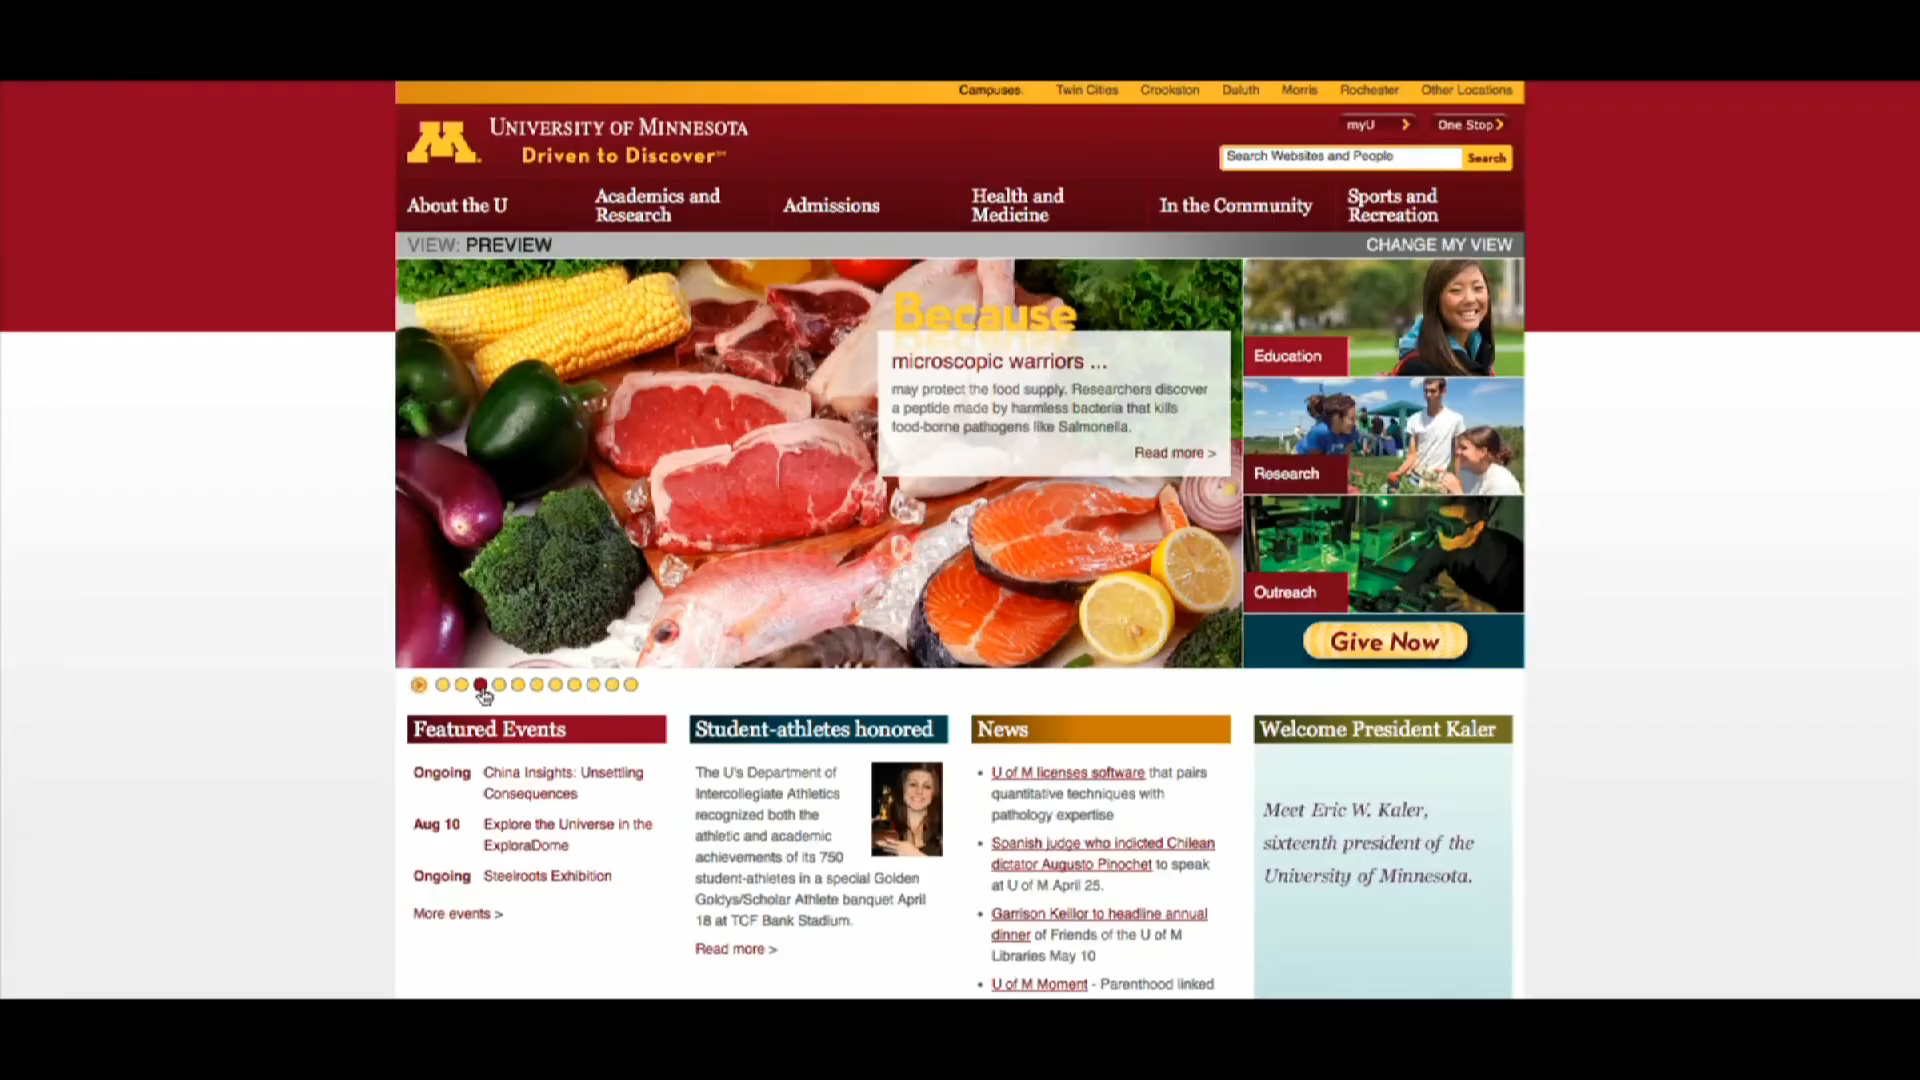 Campuses: Twin Cities Crookston Duluth Morris Rochester Other Locations
UNIVERSITY OF MINNESOTA
Driven to Discover℠
myU
One Stop
Search Websites and People
Search
About the U
Academics and
Research
Admissions
Health and
Medicine
In the Community
Sports and
Recreation
VIEW: PREVIEW
CHANGE MY VIEW
Because
microscopic warriors ...
may protect the food supply. Researchers discover
a peptide made by harmless bacteria that kills
food-borne pathogens like Salmonella.
Read more >
Education
Research
Outreach
Give Now
Featured Events
Ongoing China Insights: Unsettling
Consequences
Aug 10 Explore the Universe in the
ExploraDome
Ongoing Steelroots Exhibition
More events >
Student-athletes honored
The U's Department of
Intercollegiate Athletics
recognized both the
athletic and academic
achievements of its 750
student-athletes in a special Golden
Goldys/Scholar Athlete banquet April
18 at TCF Bank Stadium.
Read more >
News
• U of M licenses software that pairs
quantitative techniques with
pathology expertise
• Spanish judge who indicted Chilean
dictator Augusto Pinochet to speak
at U of M April 25.
• Garrison Keillor to headline annual
dinner of Friends of the U of M
Libraries May 10
• U of M Moment - Parenthood linked
Welcome President Kaler
Meet Eric W. Kaler,
sixteenth president of the
University of Minnesota.